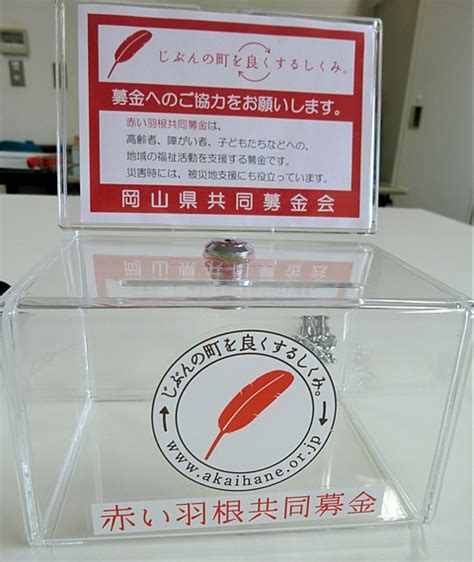 じぶんの町を良くするしくみ。
募金へのご協力をお願いします。
赤い羽根共同募金は、
高齢者、障がい者、子どもたちなどへの、
地域の福祉活動を支援する募金です。
災害時には、被災地支援にも役立っています。
岡山県共同募金会
じぶんの町を良くするしくみ。
www.akaihane.or.jp
赤い羽根共同募金